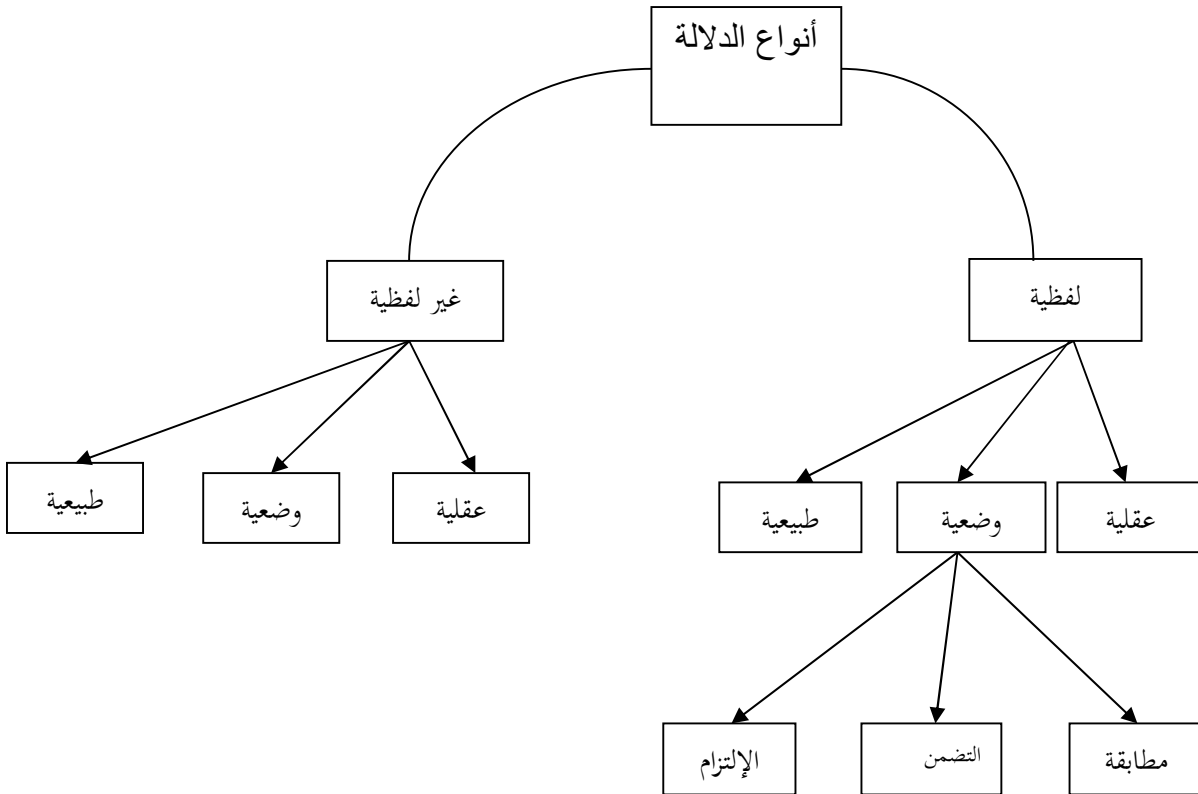 أنواع الدلالة
لفظية
غير لفظية
عقلية
وضعية
طبيعية
عقلية
وضعية
طبيعية
مطابقة
التضمن
الإلتزام